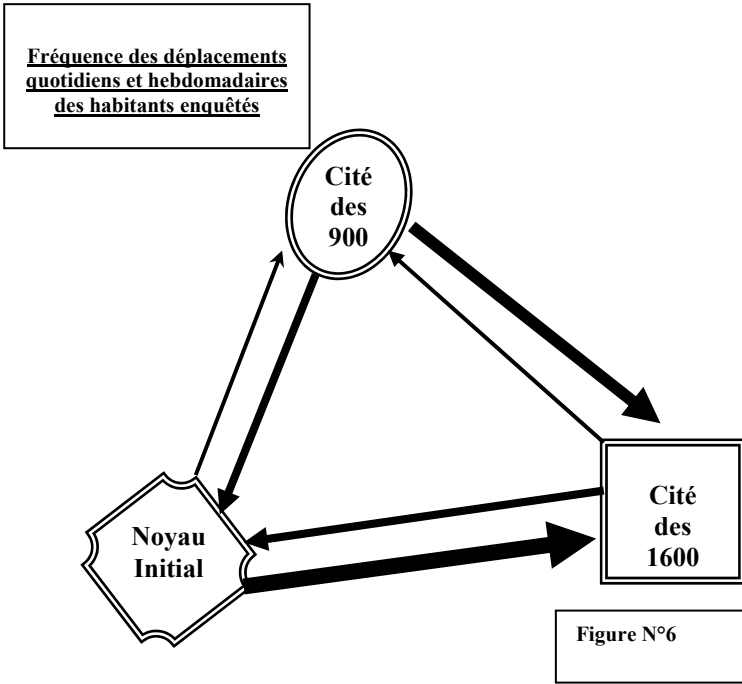 Fréquence des déplacements
quotidiens et hebdomadaires
des habitants enquêtés
Cité
des
900
Noyau
Initial
Cité
des
1600
Figure N°6